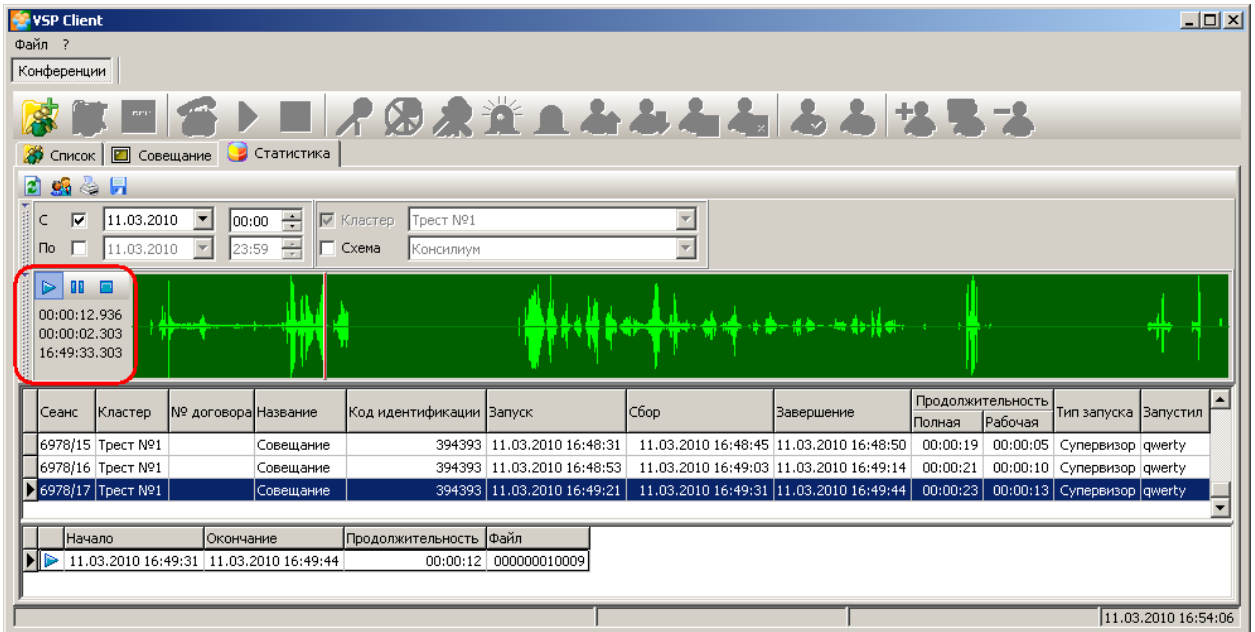 VSP Client
Файл ?
Конференции
Список Совещание Статистика
С 11.03.2010 00:00 Кластер Трест №1
По 11.03.2010 23:59 Схема Консилиум
00:00:12.936
00:00:02.303
16:49:33.303
Сеанс Кластер № договора Название Код идентификации Запуск Сбор Завершение Продолжительность Тип запуска Запустил
Полная Рабочая
6978/15 Трест №1 Совещание 394393 11.03.2010 16:48:31 11.03.2010 16:48:45 11.03.2010 16:48:50 00:00:19 00:00:05 Супервизор qwerty
6978/16 Трест №1 Совещание 394393 11.03.2010 16:48:53 11.03.2010 16:49:03 11.03.2010 16:49:14 00:00:21 00:00:10 Супервизор qwerty
6978/17 Трест №1 Совещание 394393 11.03.2010 16:49:21 11.03.2010 16:49:31 11.03.2010 16:49:44 00:00:23 00:00:13 Супервизор qwerty
Начало Окончание Продолжительность Файл
11.03.2010 16:49:31 11.03.2010 16:49:44 00:00:12 000000010009
11.03.2010 16:54:06